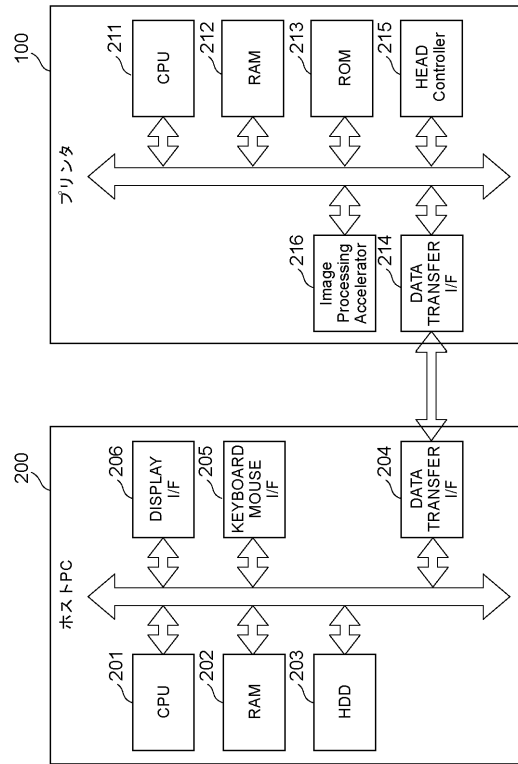 200
ホストPC
201
CPU
202
RAM
203
HDD
206
DISPLAY
I/F
205
KEYBOARD
MOUSE
I/F
204
DATA
TRANSFER
I/F
100
プリンタ
216
Image
Processing
Accelerator
214
DATA
TRANSFER
I/F
211
CPU
212
RAM
213
ROM
215
HEAD
Controller